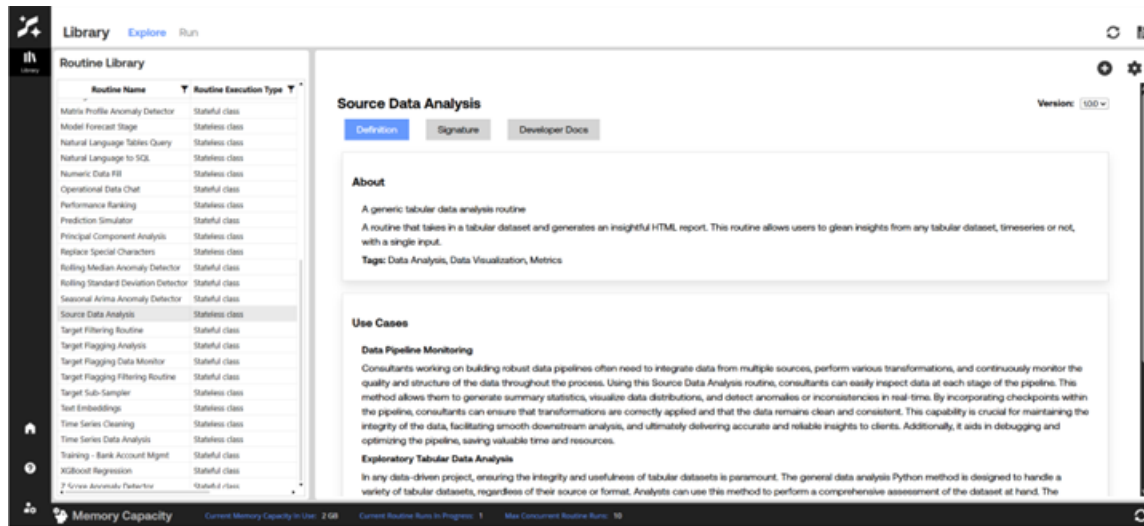 Library Explore Run
Library
Routine Library
Routine Name Routine Execution Type
Matrix Profile Anomaly Detector Stateful class
Model Forecast Stage Stateless class
Natural Language Tables Query Stateless class
Natural Language to SQL Stateless class
Numeric Data Fill Stateless class
Operational Data Chat Stateful class
Performance Ranking Stateful class
Prediction Simulator Stateful class
Principal Component Analysis Stateful class
Replace Special Characters Stateless class
Rolling Median Anomaly Detector Stateful class
Rolling Standard Deviation Detector Stateful class
Seasonal Arima Anomaly Detector Stateful class
Source Data Analysis Stateless class
Target Filtering Routine Stateful class
Target Flagging Analysis Stateful class
Target Flagging Data Monitor Stateful class
Target Flagging Filtering Routine Stateful class
Target Sub-Sampler Stateful class
Text Embeddings Stateless class
Time Series Cleaning Stateless class
Time Series Data Analysis Stateless class
Training - Bank Account Mgmt Stateful class
XGBoost Regression Stateful class
Z Score Anomaly Detector Stateful class
Source Data Analysis
Version: 1.0.0
Definition Signature Developer Docs
About
A generic tabular data analysis routine
A routine that takes in a tabular dataset and generates an insightful HTML report. This routine allows users to glean insights from any tabular dataset, timeseries or not,
with a single input.
Tags: Data Analysis, Data Visualization, Metrics
Use Cases
Data Pipeline Monitoring
Consultants working on building robust data pipelines often need to integrate data from multiple sources, perform various transformations, and continuously monitor the
quality and structure of the data throughout the process. Using this Source Data Analysis routine, consultants can easily inspect data at each stage of the pipeline. This
method allows them to generate summary statistics, visualize data distributions, and detect anomalies or inconsistencies in real-time. By incorporating checkpoints within
the pipeline, consultants can ensure that transformations are correctly applied and that the data remains clean and consistent. This capability is crucial for maintaining the
integrity of the data, facilitating smooth downstream analysis, and ultimately delivering accurate and reliable insights to clients. Additionally, it aids in debugging and
optimizing the pipeline, saving valuable time and resources.
Exploratory Tabular Data Analysis
In any data-driven project, ensuring the integrity and usefulness of tabular datasets is paramount. The general data analysis Python method is designed to handle a
variety of tabular datasets, regardless of their source or format. Analysts can use this method to perform a comprehensive assessment of the dataset at hand. The
Memory Capacity Current Memory Capacity In Use: 2 GB Current Routine Runs In Progress: 1 Max Concurrent Routine Runs: 10